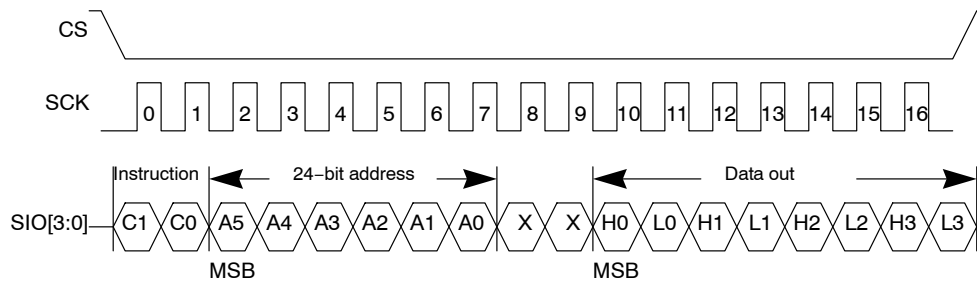 CS
SCK
0 1 2 3 4 5 6 7 8 9 10 11 12 13 14 15 16
Instruction 24−bit address Data out
SIO[3:0] C1 C0 A5 A4 A3 A2 A1 A0 X X H0 L0 H1 L1 H2 L2 H3 L3
MSB MSB